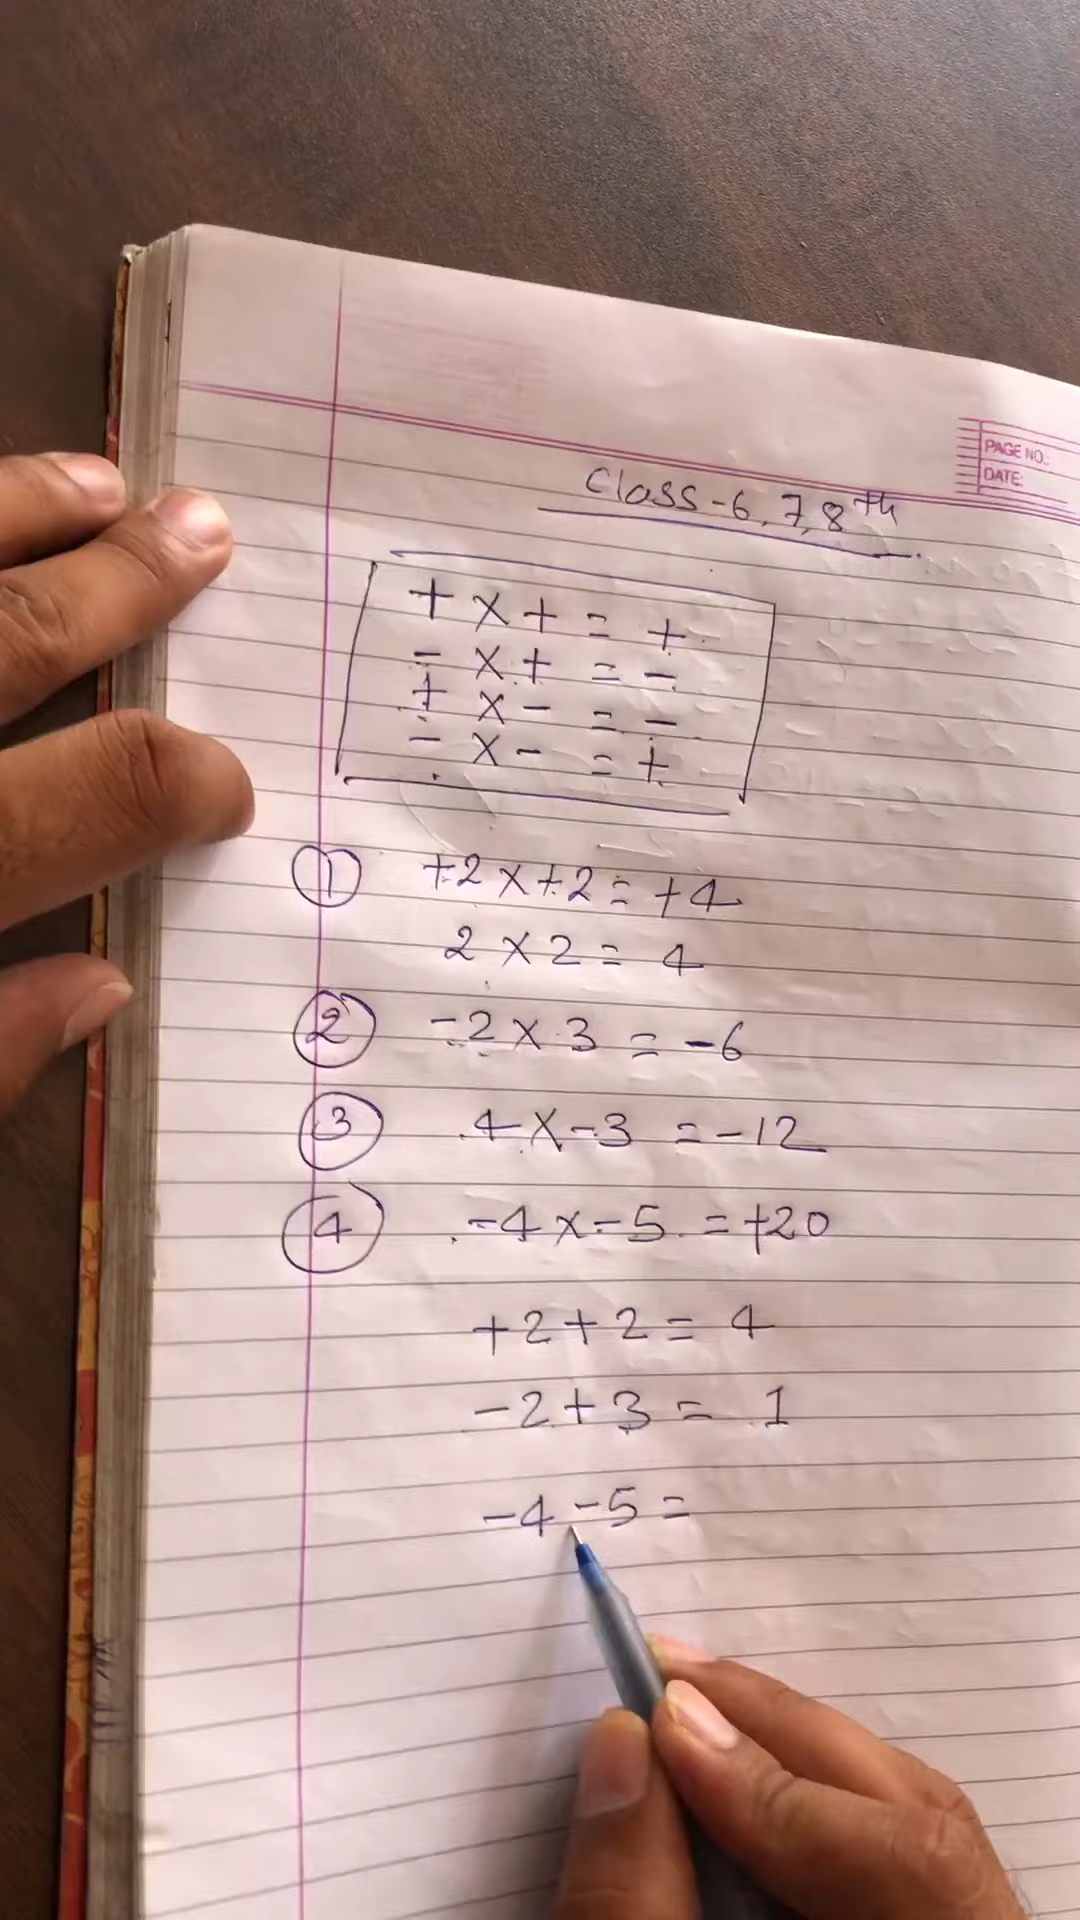 PAGE NO.:
DATE:
Class-6,7,8th
+ x + = +
- x + = -
+ x - = -
- x - = +
1 +2 x +2 = +4
2 x 2 = 4
2 -2 x 3 = -6
3 4 x -3 = -12
4 -4 x -5 = +20
+2+2 = 4
-2+3 = 1
-4-5 =